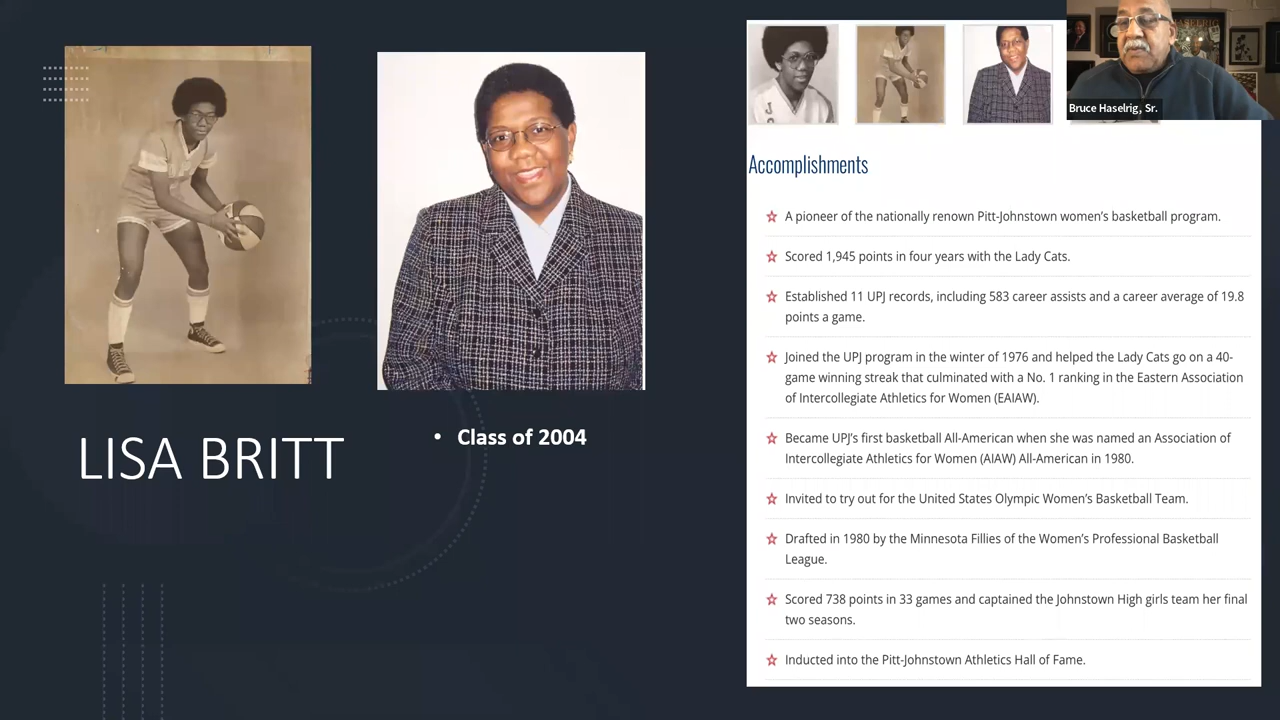 HASELRIG
Bruce Haselrig, Sr.
J
Accomplishments
A pioneer of the nationally renown Pitt-Johnstown women's basketball program.
Scored 1,945 points in four years with the Lady Cats.
Established 11 UPJ records, including 583 career assists and a career average of 19.8
points a game.
Joined the UPJ program in the winter of 1976 and helped the Lady Cats go on a 40-
game winning streak that culminated with a No. 1 ranking in the Eastern Association
of Intercollegiate Athletics for Women (EAIAW).
Became UPJ's first basketball All-American when she was named an Association of
Intercollegiate Athletics for Women (AIAW) All-American in 1980.
Invited to try out for the United States Olympic Women's Basketball Team.
Drafted in 1980 by the Minnesota Fillies of the Women's Professional Basketball
League.
Scored 738 points in 33 games and captained the Johnstown High girls team her final
two seasons.
Inducted into the Pitt-Johnstown Athletics Hall of Fame.
LISA BRITT
• Class of 2004